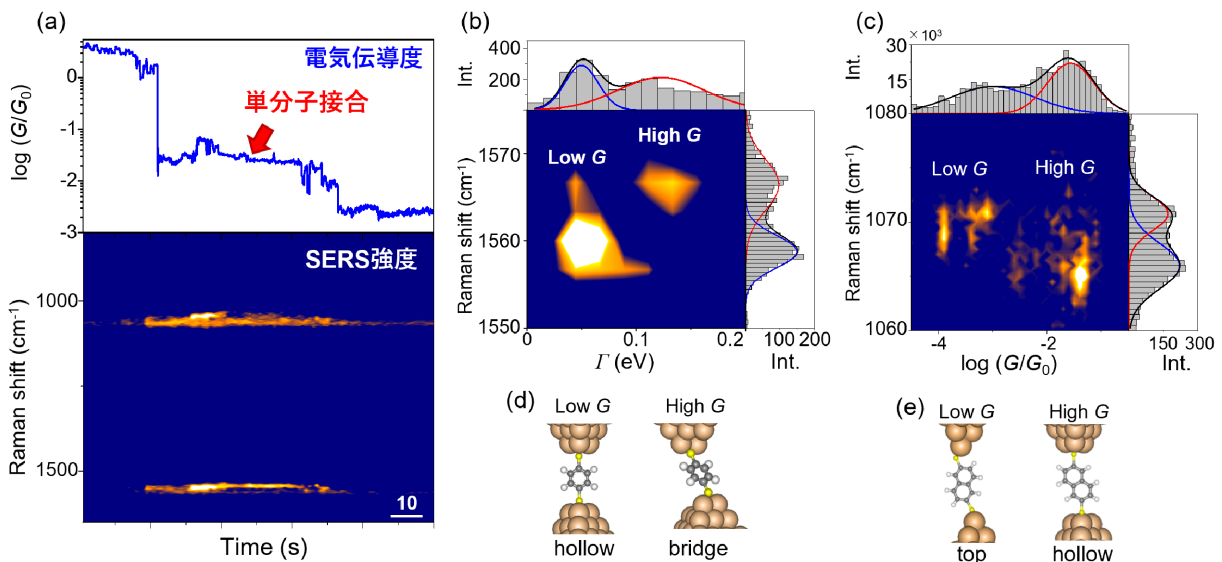 (a)
電気伝導度
単分子接合
log (G/G₀)
0
-1
-2
-3
SERS強度
Raman shift (cm⁻¹)
1000
1500
10
Time (s)
(b)
Int.
400
200
Low G
High G
Raman shift (cm⁻¹)
1570
1560
1550
0
0.1
0.2
Γ (eV)
100 200
Int.
(c)
× 10³
Int.
30
15
1080
Low G
High G
Raman shift (cm⁻¹)
1070
1060
-4
-2
log (G/G₀)
150 300
Int.
(d)
Low G
High G
hollow
bridge
(e)
Low G
High G
top
hollow